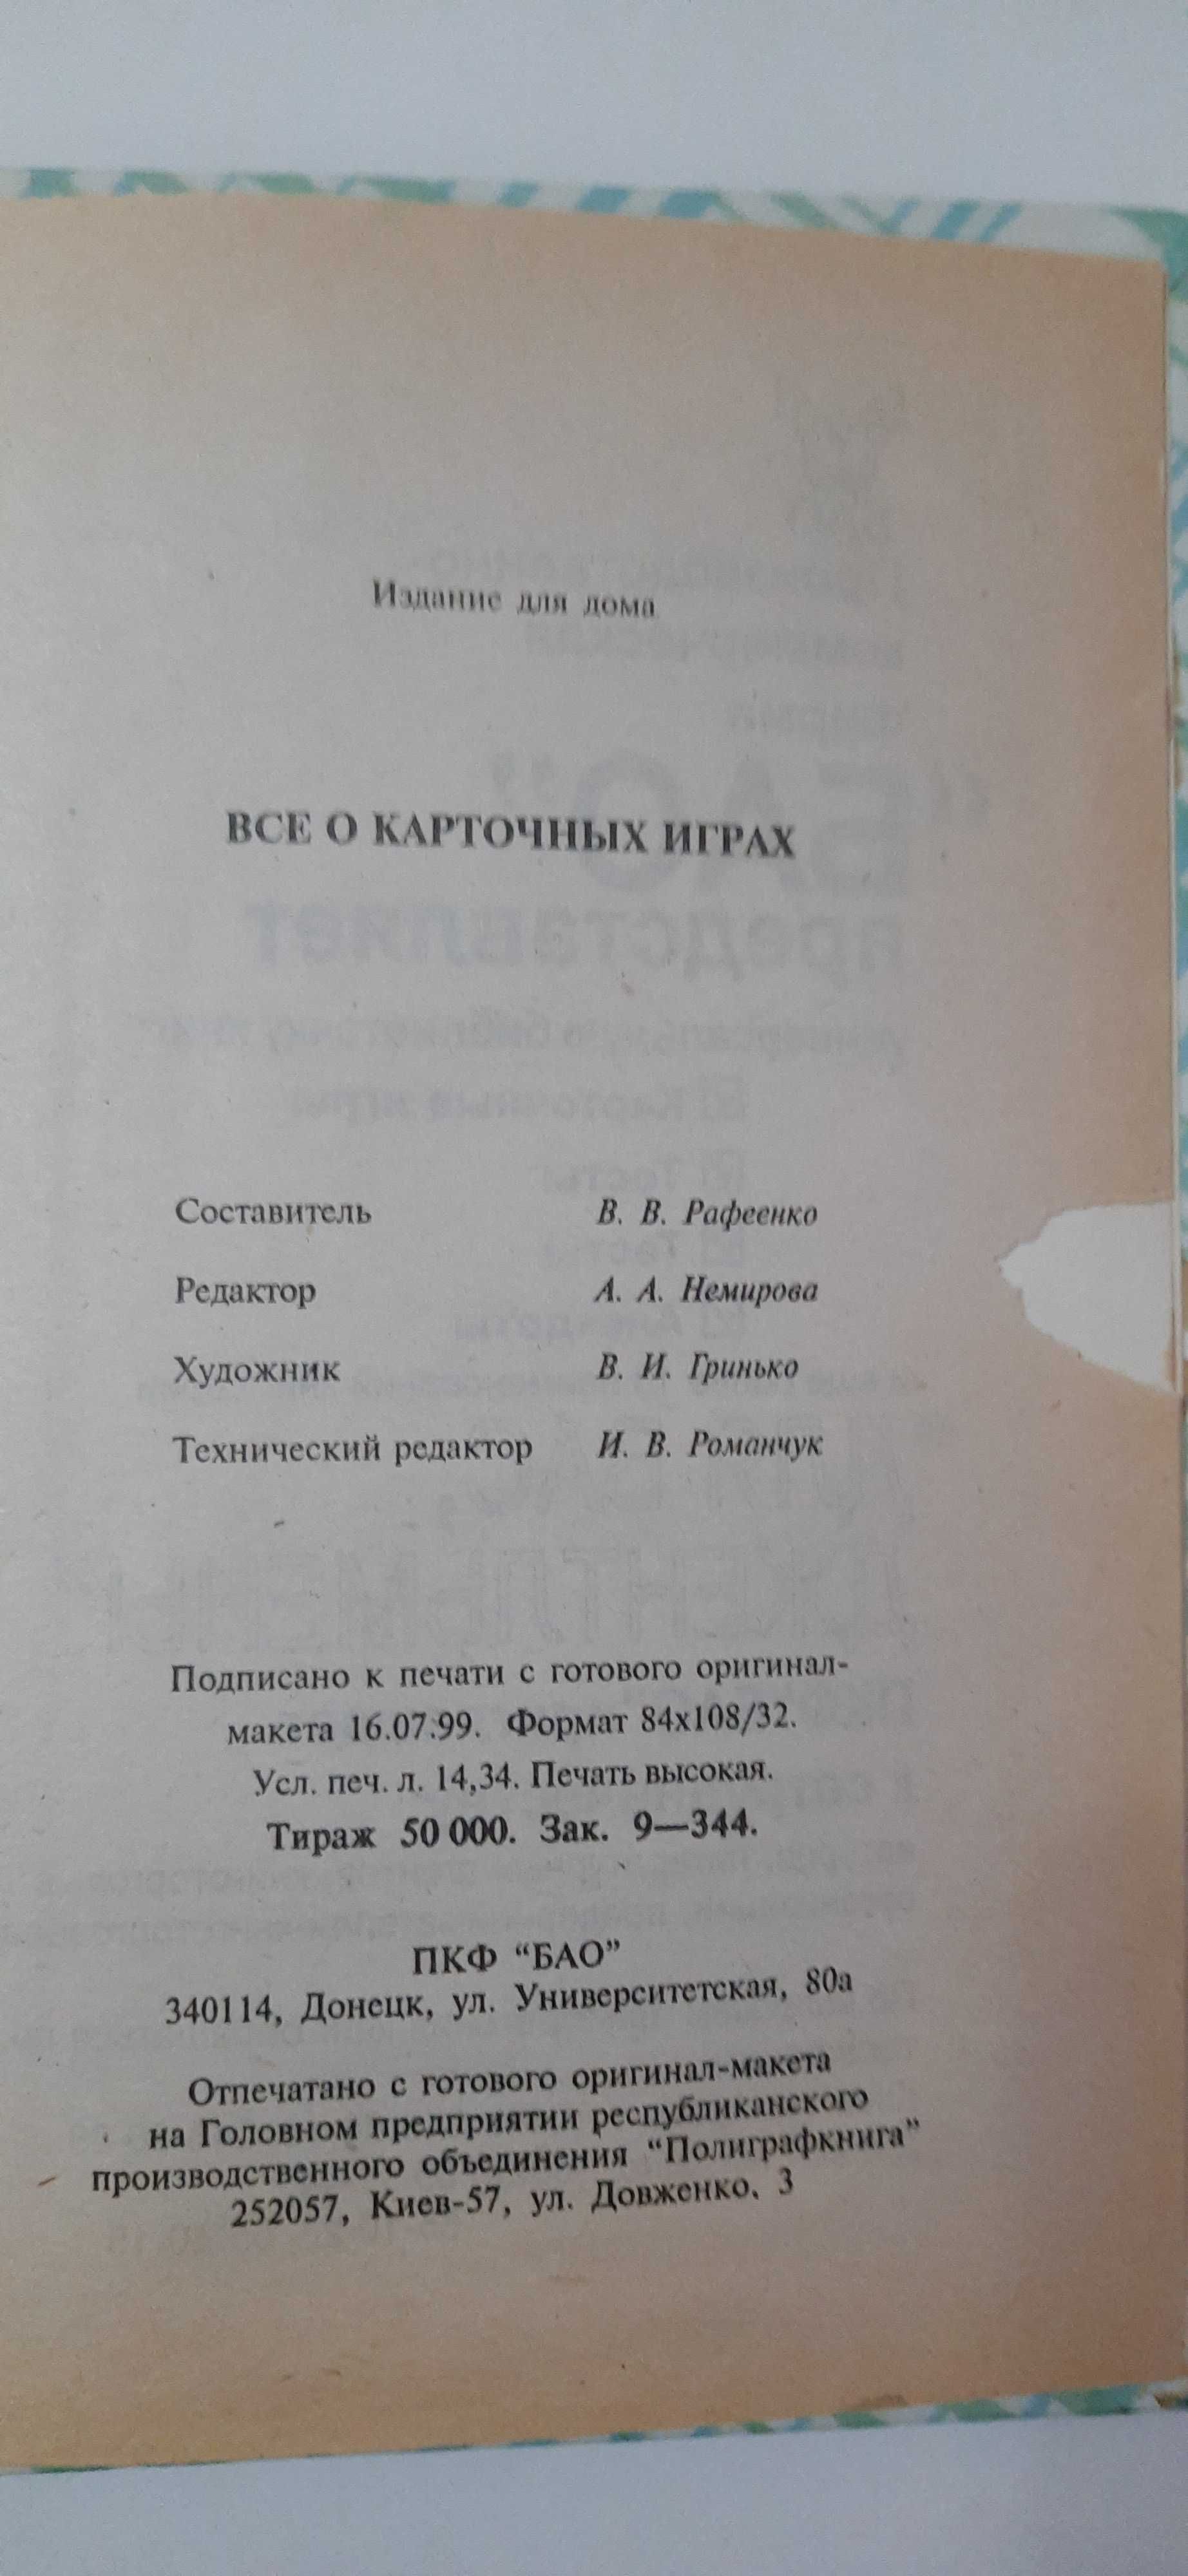 Издание для дома
ВСЕ О КАРТОЧНЫХ ИГРАХ
Составитель В. В. Рафеенко
Редактор А. А. Немирова
Художник В. И. Гринько
Технический редактор И. В. Романчук
Подписано к печати с готового оригинал-
макета 16.07.99. Формат 84х108/32.
Усл. печ. л. 14,34. Печать высокая.
Тираж 50 000. Зак. 9—344.
ПКФ “БАО”
340114, Донецк, ул. Университетская, 80а
Отпечатано с готового оригинал-макета
на Головном предприятии республиканского
производственного объединения “Полиграфкнига”
252057, Киев-57, ул. Довженко, 3